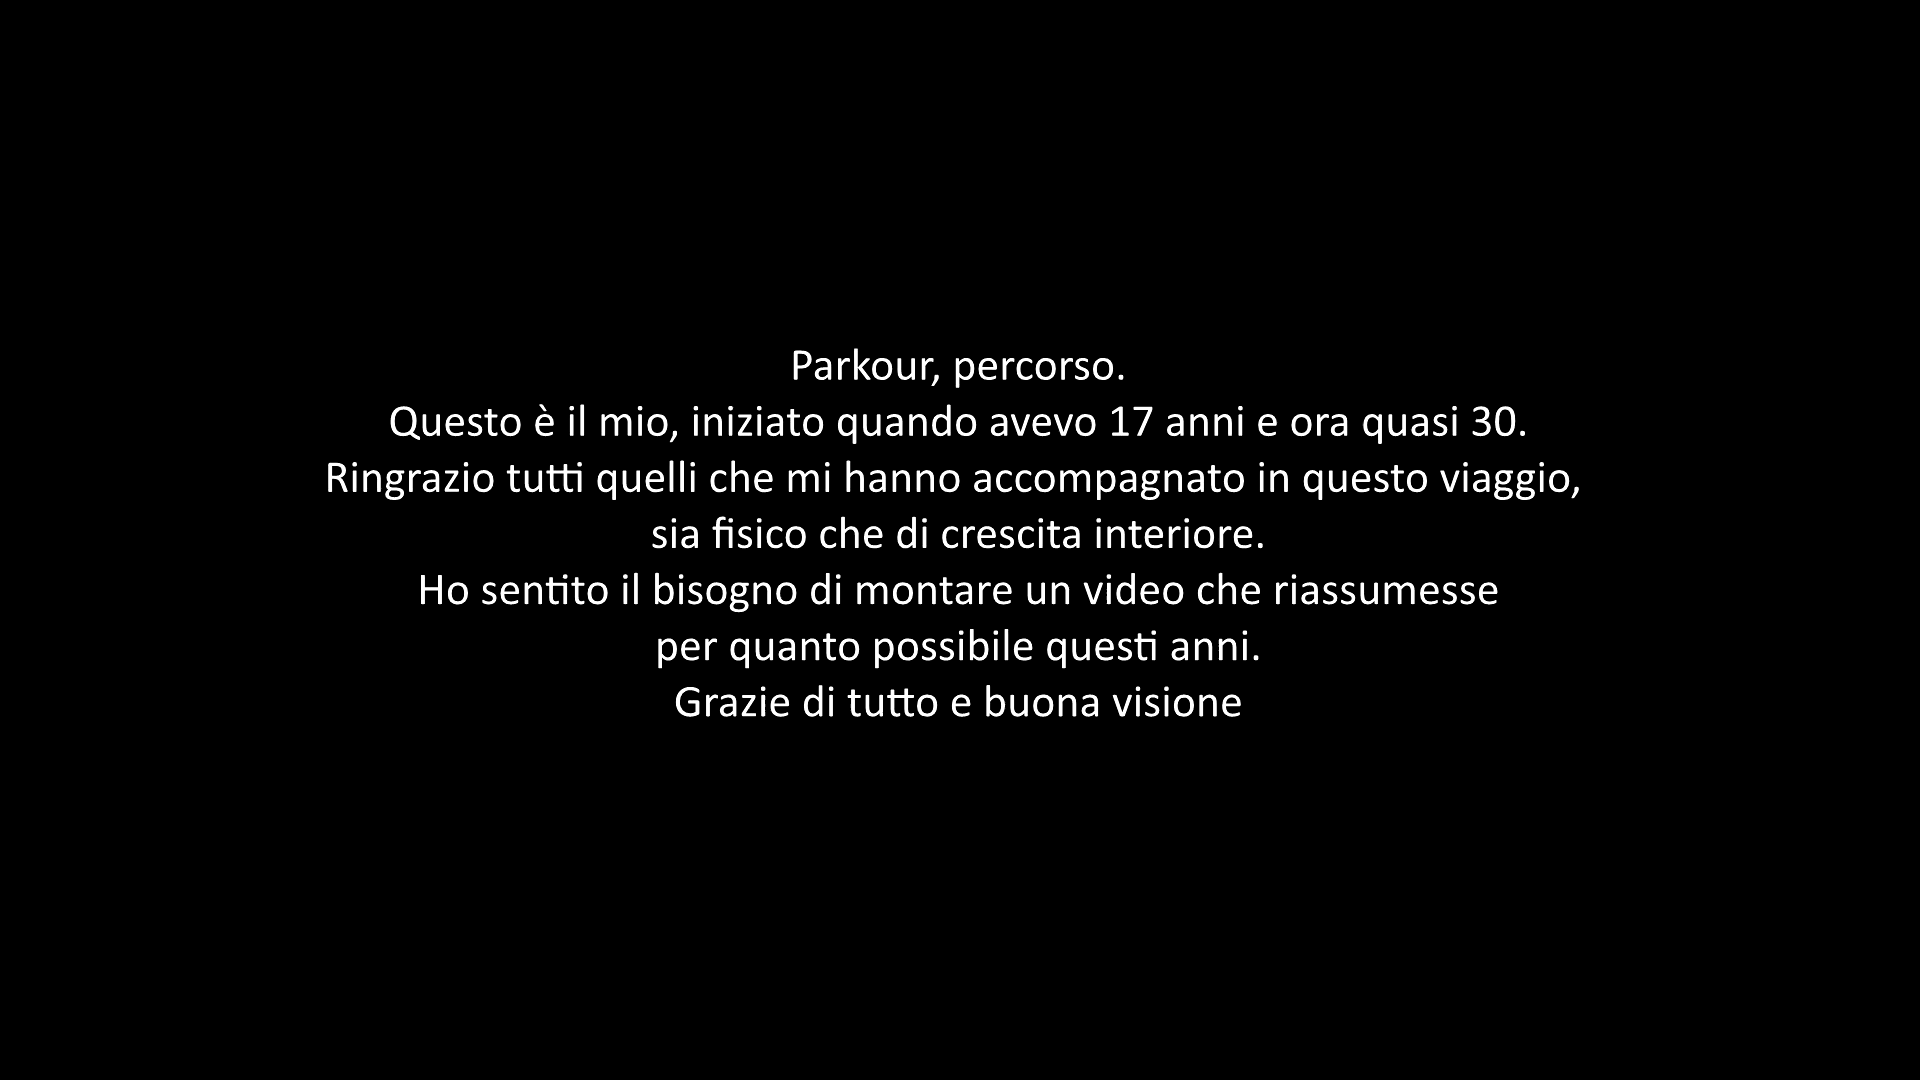 Parkour, percorso.
Questo è il mio, iniziato quando avevo 17 anni e ora quasi 30.
Ringrazio tutti quelli che mi hanno accompagnato in questo viaggio,
sia fisico che di crescita interiore.
Ho sentito il bisogno di montare un video che riassumesse
per quanto possibile questi anni.
Grazie di tutto e buona visione